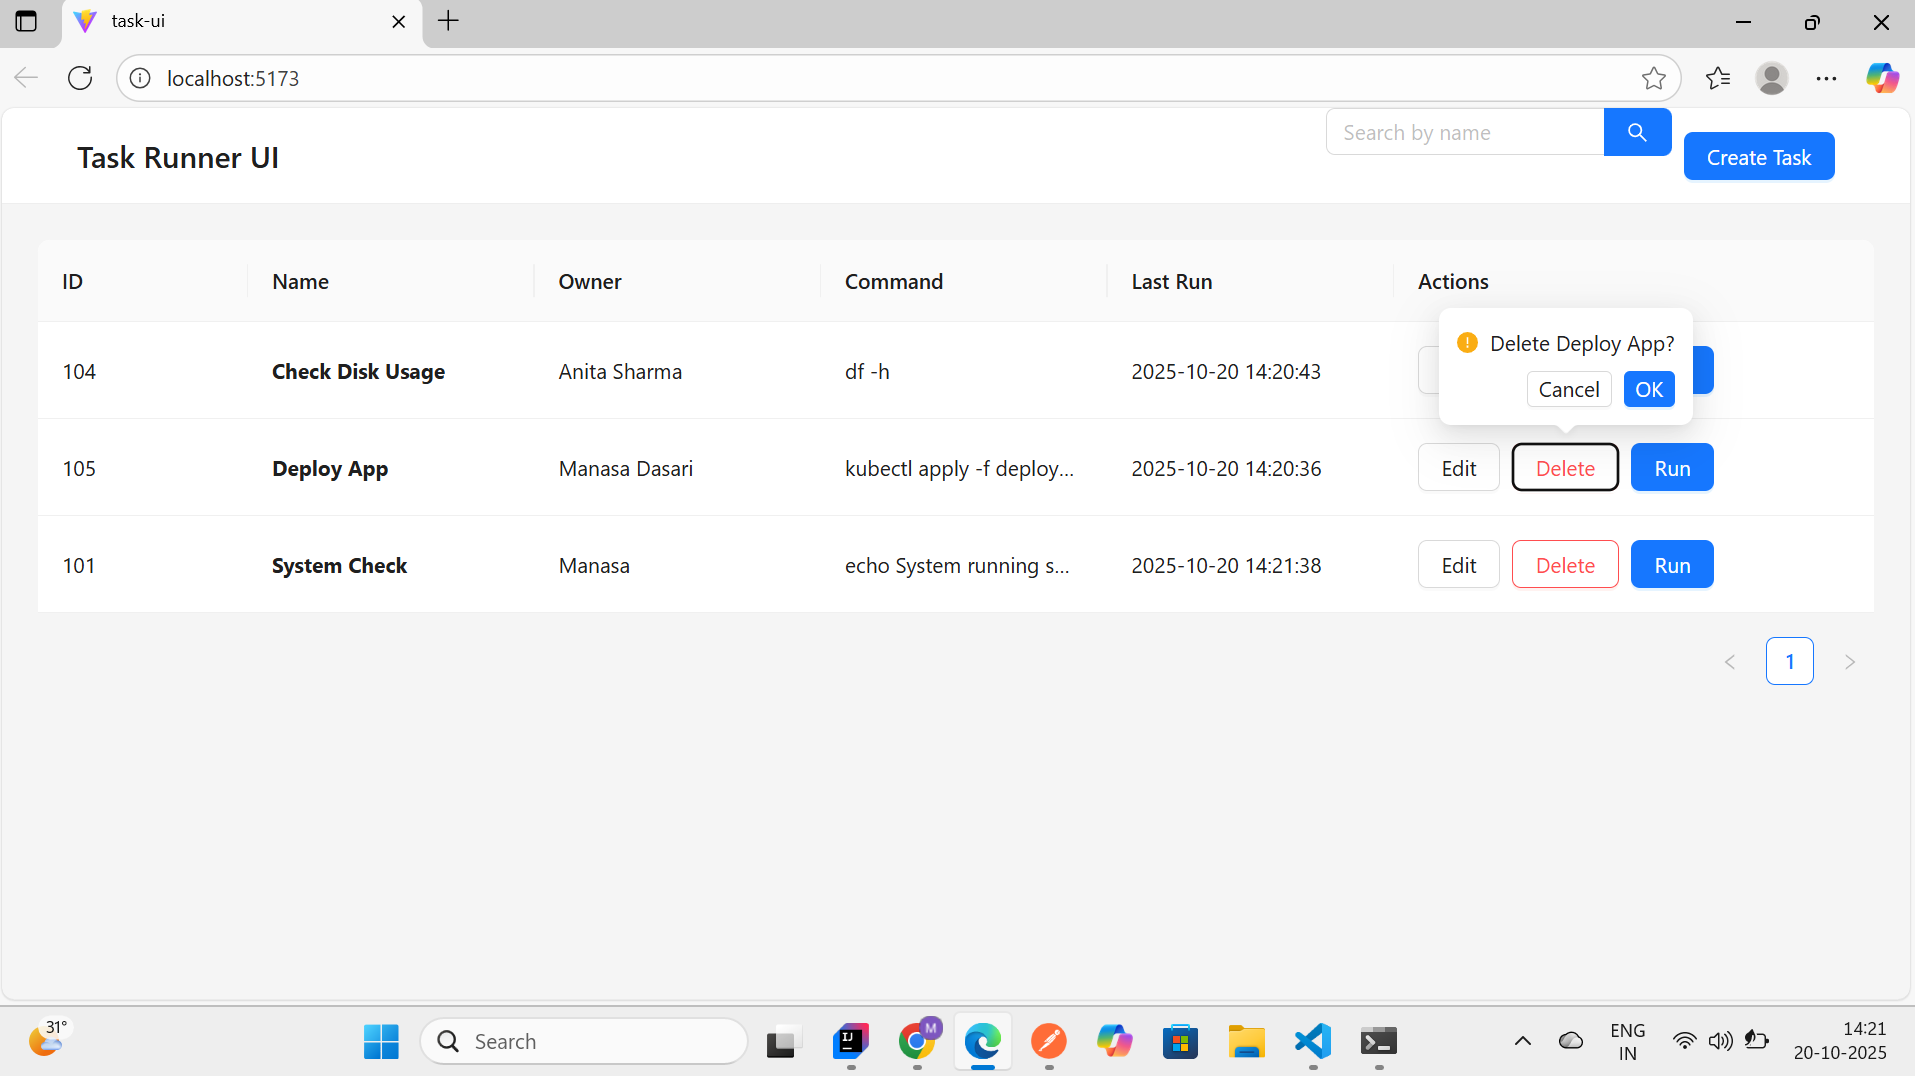 task-ui
localhost:5173
Task Runner UI
Search by name
Create Task
ID Name Owner Command Last Run Actions
Delete Deploy App?
Cancel OK
104 Check Disk Usage Anita Sharma df -h 2025-10-20 14:20:43
105 Deploy App Manasa Dasari kubectl apply -f deploy... 2025-10-20 14:20:36 Edit Delete Run
101 System Check Manasa echo System running s... 2025-10-20 14:21:38 Edit Delete Run
1
31°
Search
IJ
M
ENG
IN
14:21
20-10-2025